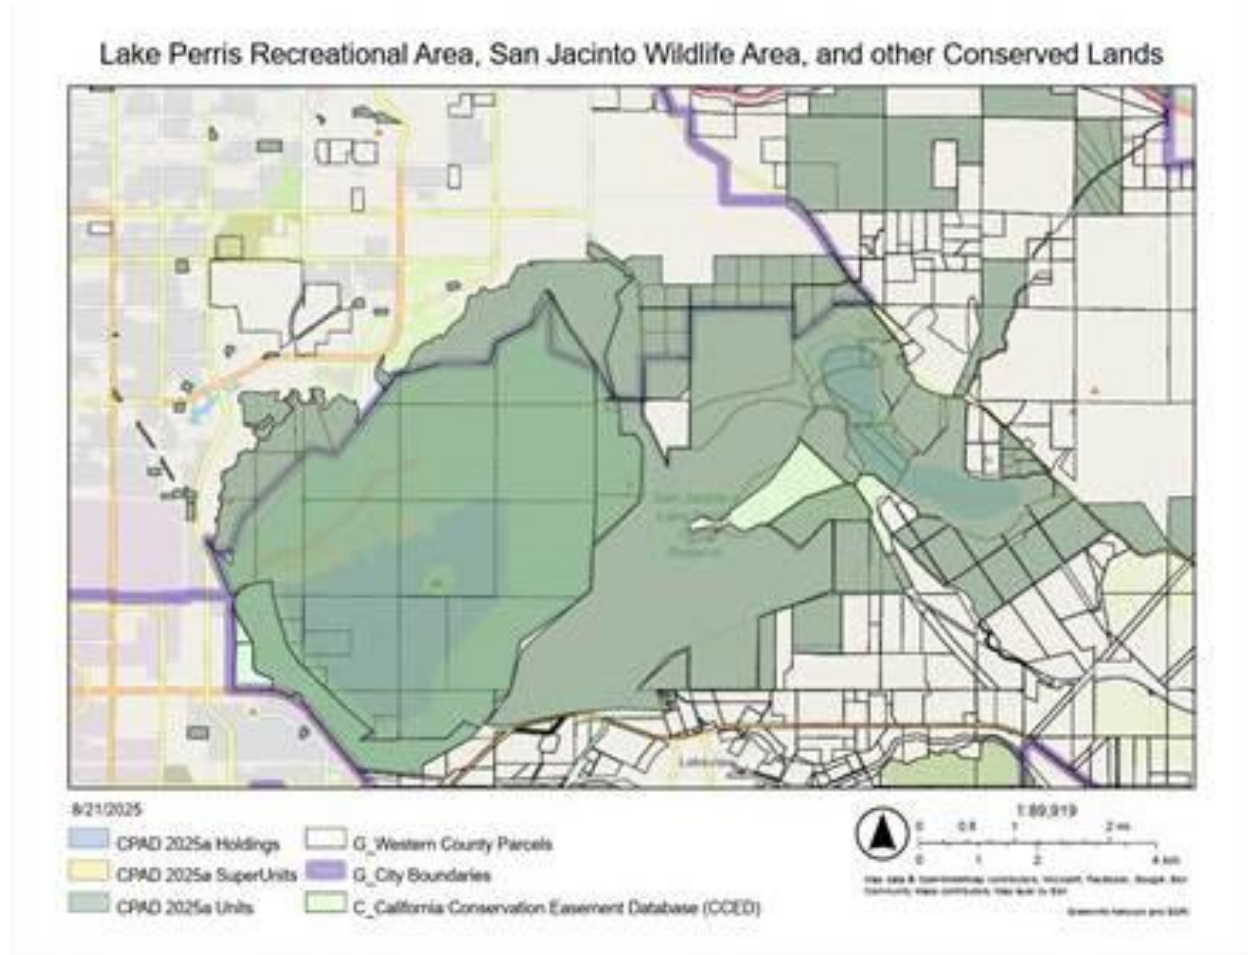 Lake Perris Recreational Area, San Jacinto Wildlife Area, and other Conserved Lands
8/21/2025
CPAD 2025a Holdings
CPAD 2025a SuperUnits
CPAD 2025a Units
G_Western County Parcels
G_City Boundaries
C_California Conservation Easement Database (CCED)
1:89,919
0 0.5 1 2 mi
0 1 2 4 km